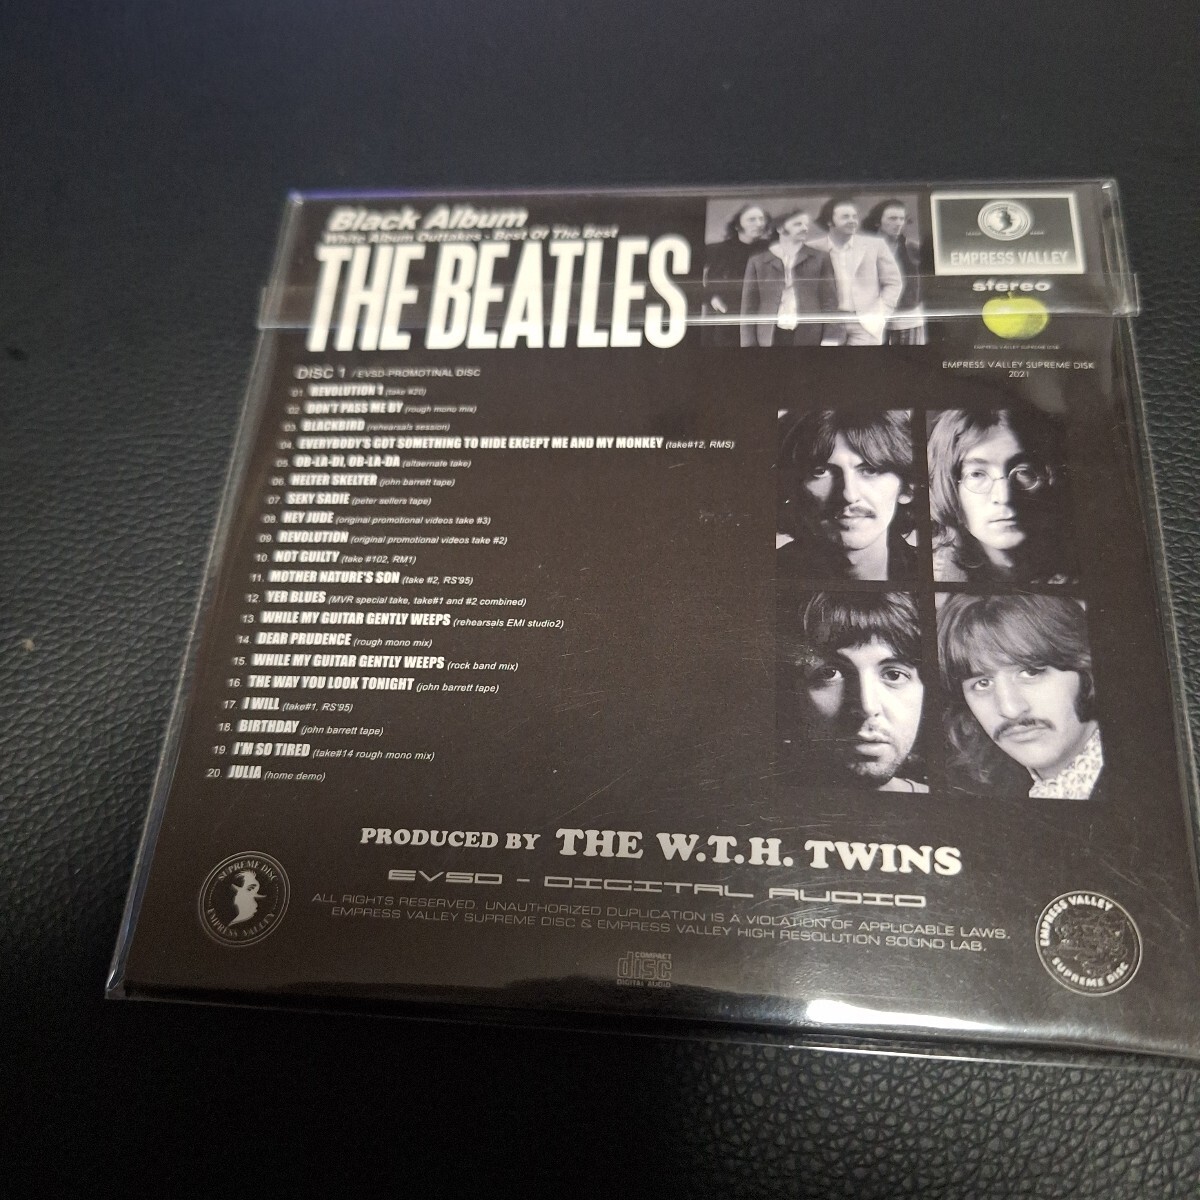 Black Album
White Album Outtakes - Best Of The Best
THE BEATLES
EMPRESS VALLEY
stereo
EMPRESS VALLEY SUPREME DISK
EMPRESS VALLEY SUPREME DISK
2021
DISC 1 / EVSD-PROMOTINAL DISC
01. REVOLUTION 1 (take #20)
02. DON'T PASS ME BY (rough mono mix)
03. BLACKBIRD (rehearsals session)
04. EVERYBODY'S GOT SOMETHING TO HIDE EXCEPT ME AND MY MONKEY (take#12, RMS)
05. OB-LA-DI, OB-LA-DA (altaernate take)
06. HELTER SKELTER (john barrett tape)
07. SEXY SADIE (peter sellers tape)
08. HEY JUDE (original promotional videos take #3)
09. REVOLUTION (original promotional videos take #2)
10. NOT GUILTY (take #102, RM1)
11. MOTHER NATURE'S SON (take #2, RS'95)
12. YER BLUES (MVR special take, take#1 and #2 combined)
13. WHILE MY GUITAR GENTLY WEEPS (rehearsals EMI studio2)
14. DEAR PRUDENCE (rough mono mix)
15. WHILE MY GUITAR GENTLY WEEPS (rock band mix)
16. THE WAY YOU LOOK TONIGHT (john barrett tape)
17. I WILL (take#1, RS'95)
18. BIRTHDAY (john barrett tape)
19. I'M SO TIRED (take#14 rough mono mix)
20. JULIA (home demo)
PRODUCED BY THE W.T.H. TWINS
EVSD - DIGITAL AUDIO
ALL RIGHTS RESERVED. UNAUTHORIZED DUPLICATION IS A VIOLATION OF APPLICABLE LAWS.
EMPRESS VALLEY SUPREME DISC & EMPRESS VALLEY HIGH RESOLUTION SOUND LAB.
SUPREME DISC
EMPRESS VALLEY
EMPRESS VALLEY
SUPREME DISC
COMPACT
disc
DIGITAL AUDIO